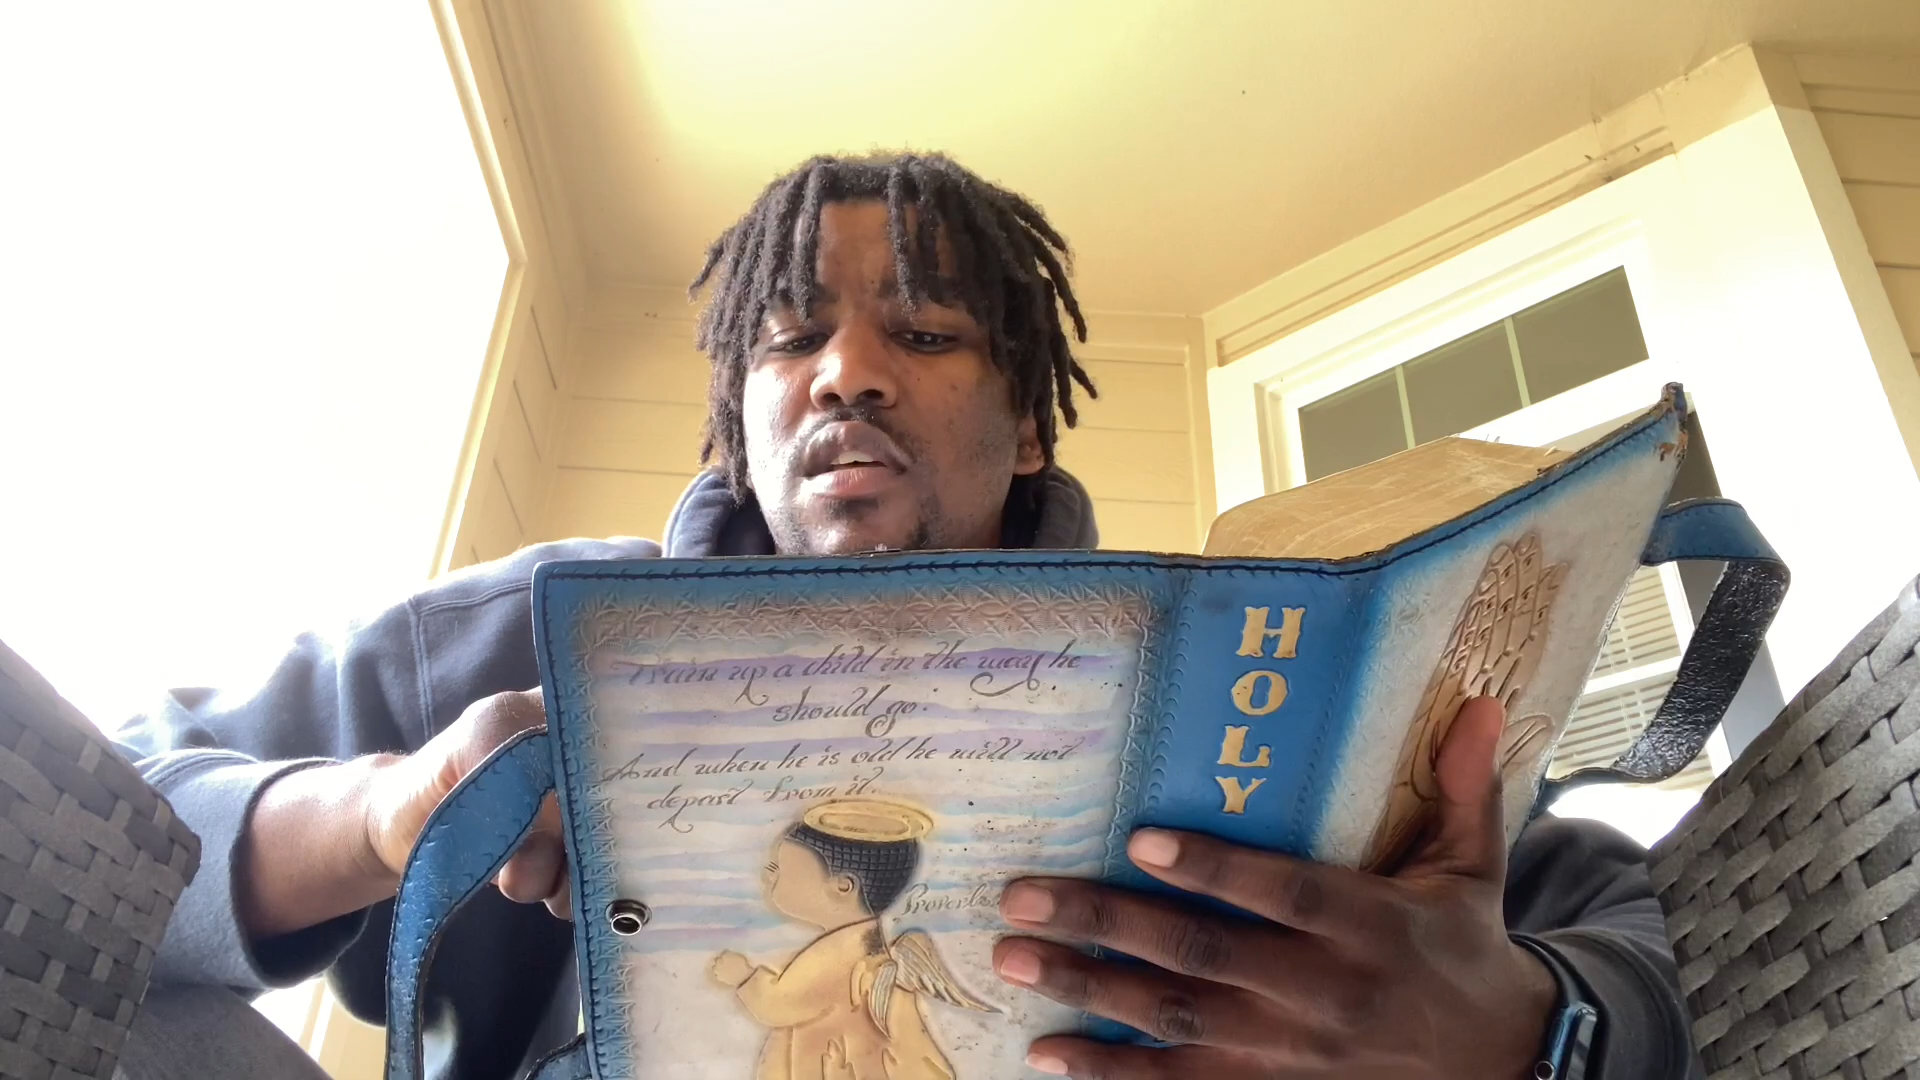 Train up a child in the way he
should go:
And when he is old he will not
depart from it.
Proverbs
HOLY